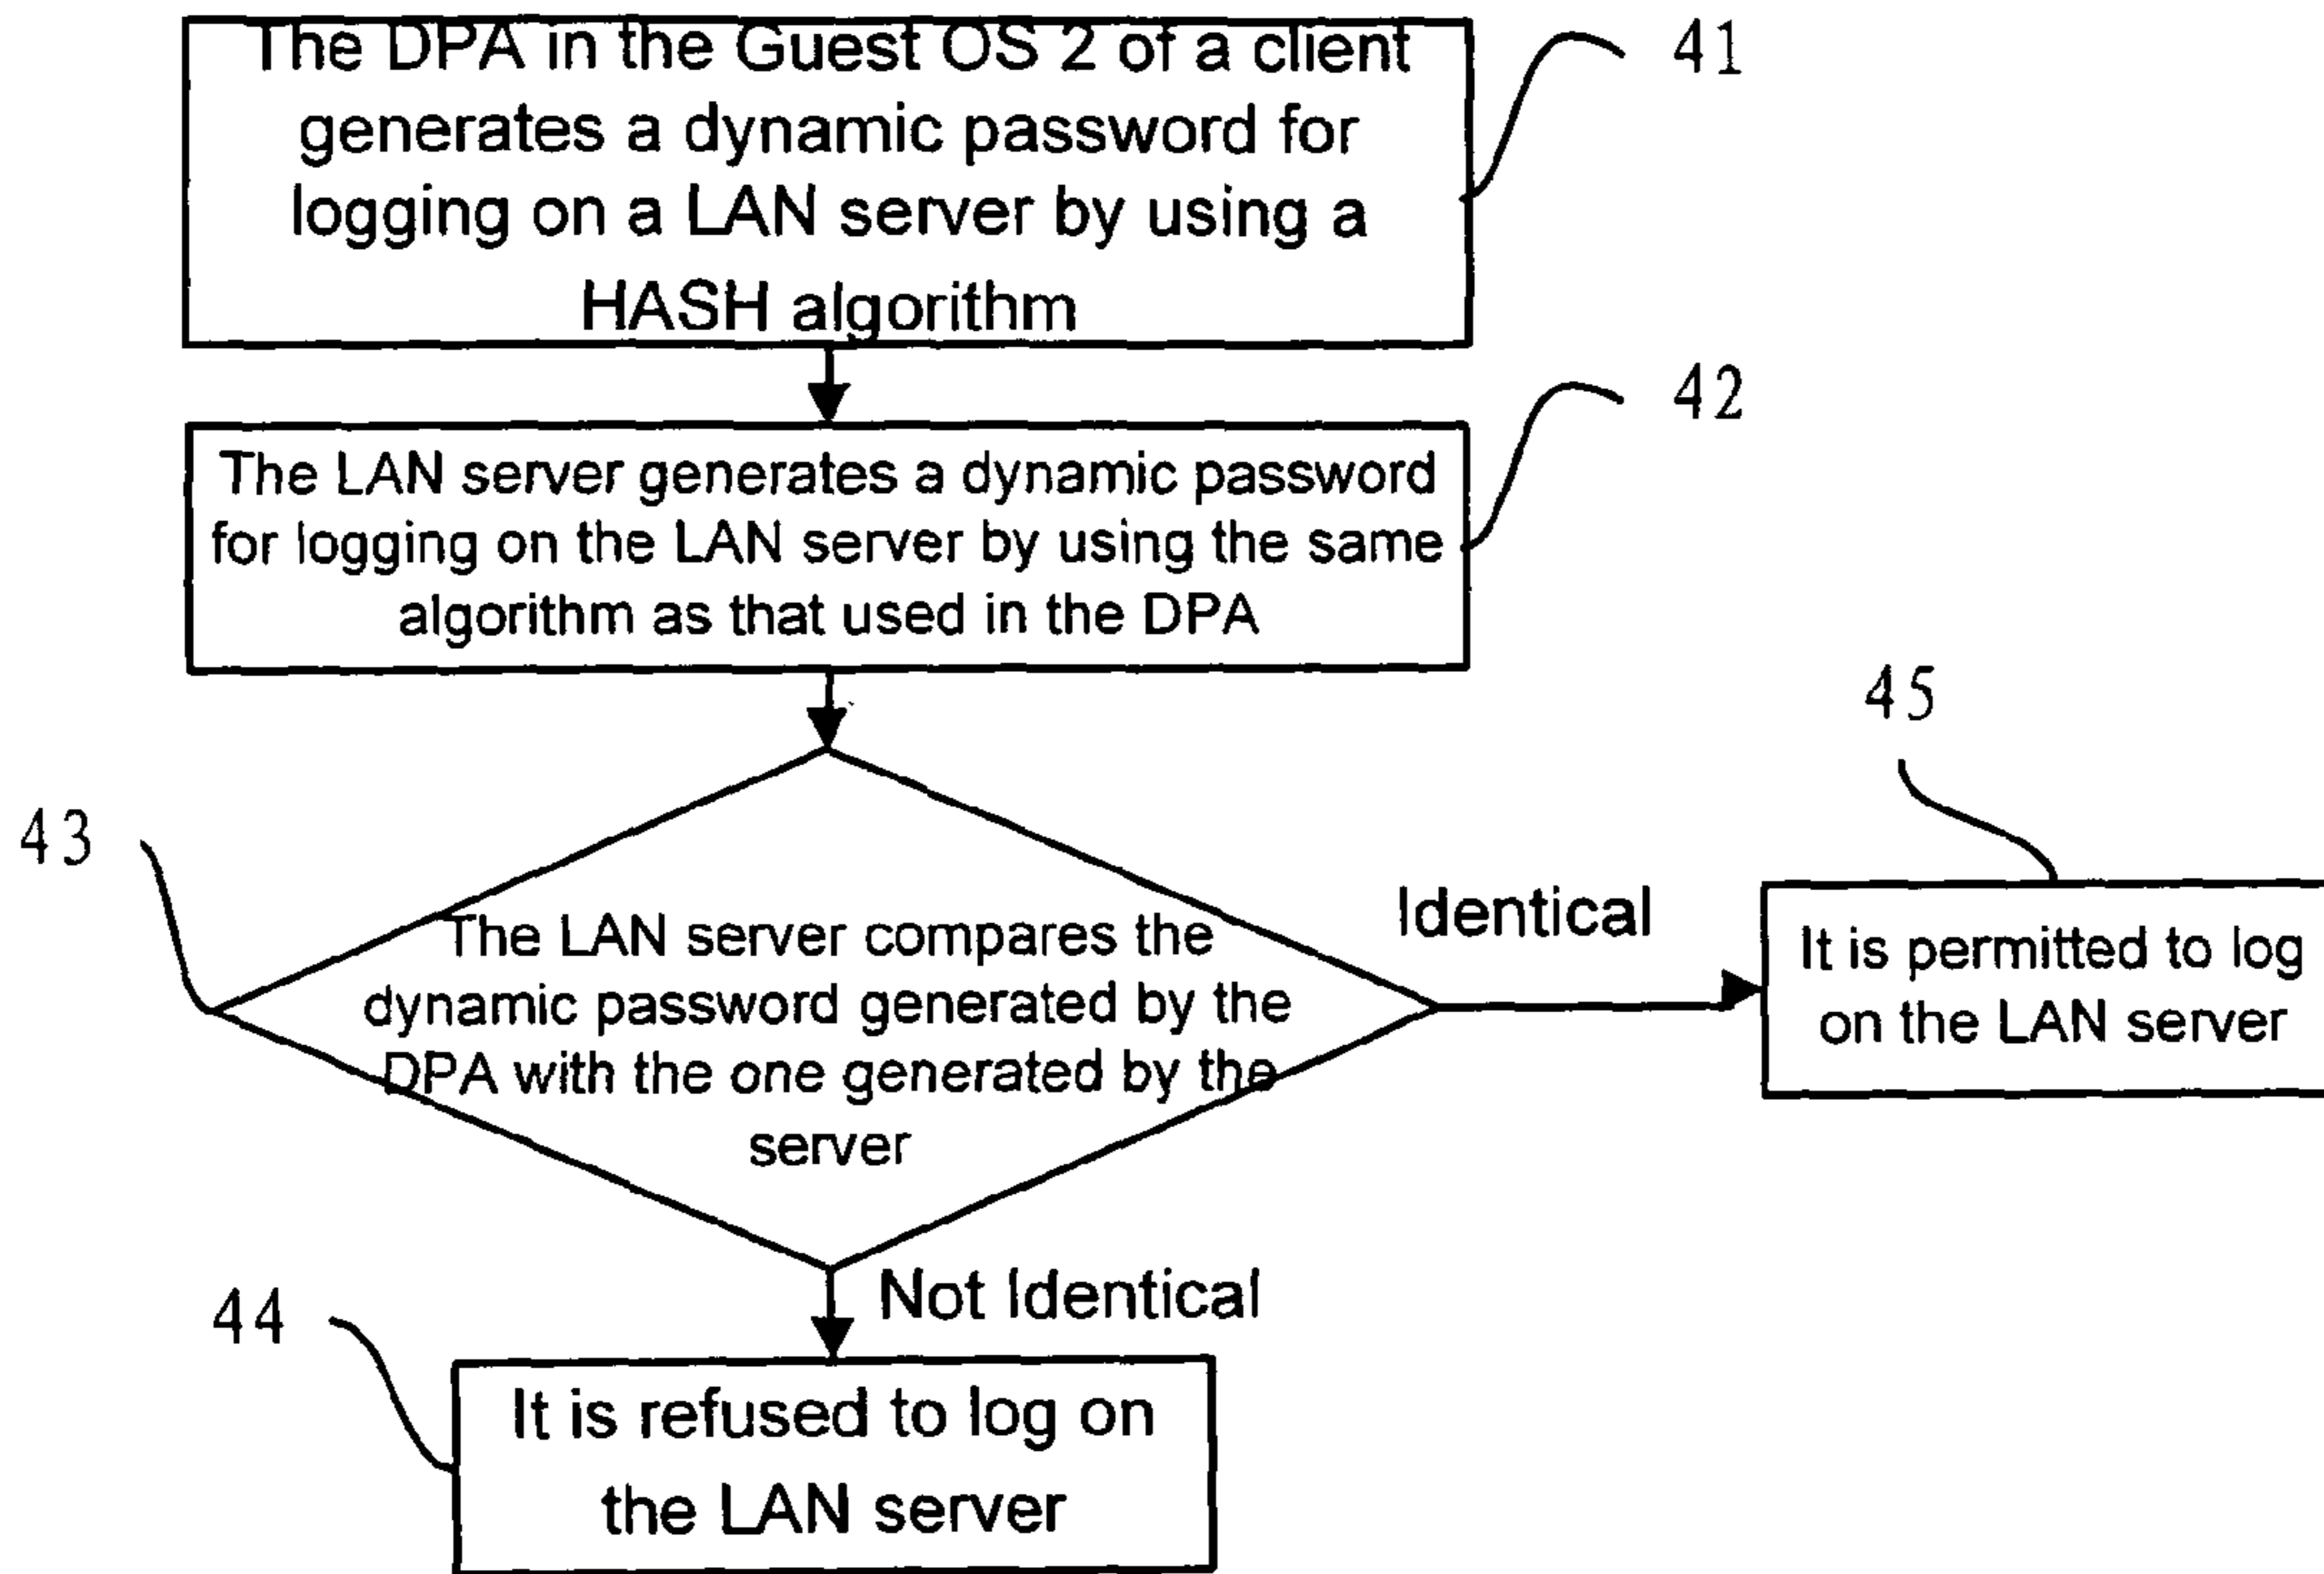 The DPA in the Guest OS 2 of a client
generates a dynamic password for
logging on a LAN server by using a
HASH algorithm
41
The LAN server generates a dynamic password
for logging on the LAN server by using the same
algorithm as that used in the DPA
42
43
The LAN server compares the
dynamic password generated by the
DPA with the one generated by the
server
Identical
45
It is permitted to log
on the LAN server
Not Identical
44
It is refused to log on
the LAN server